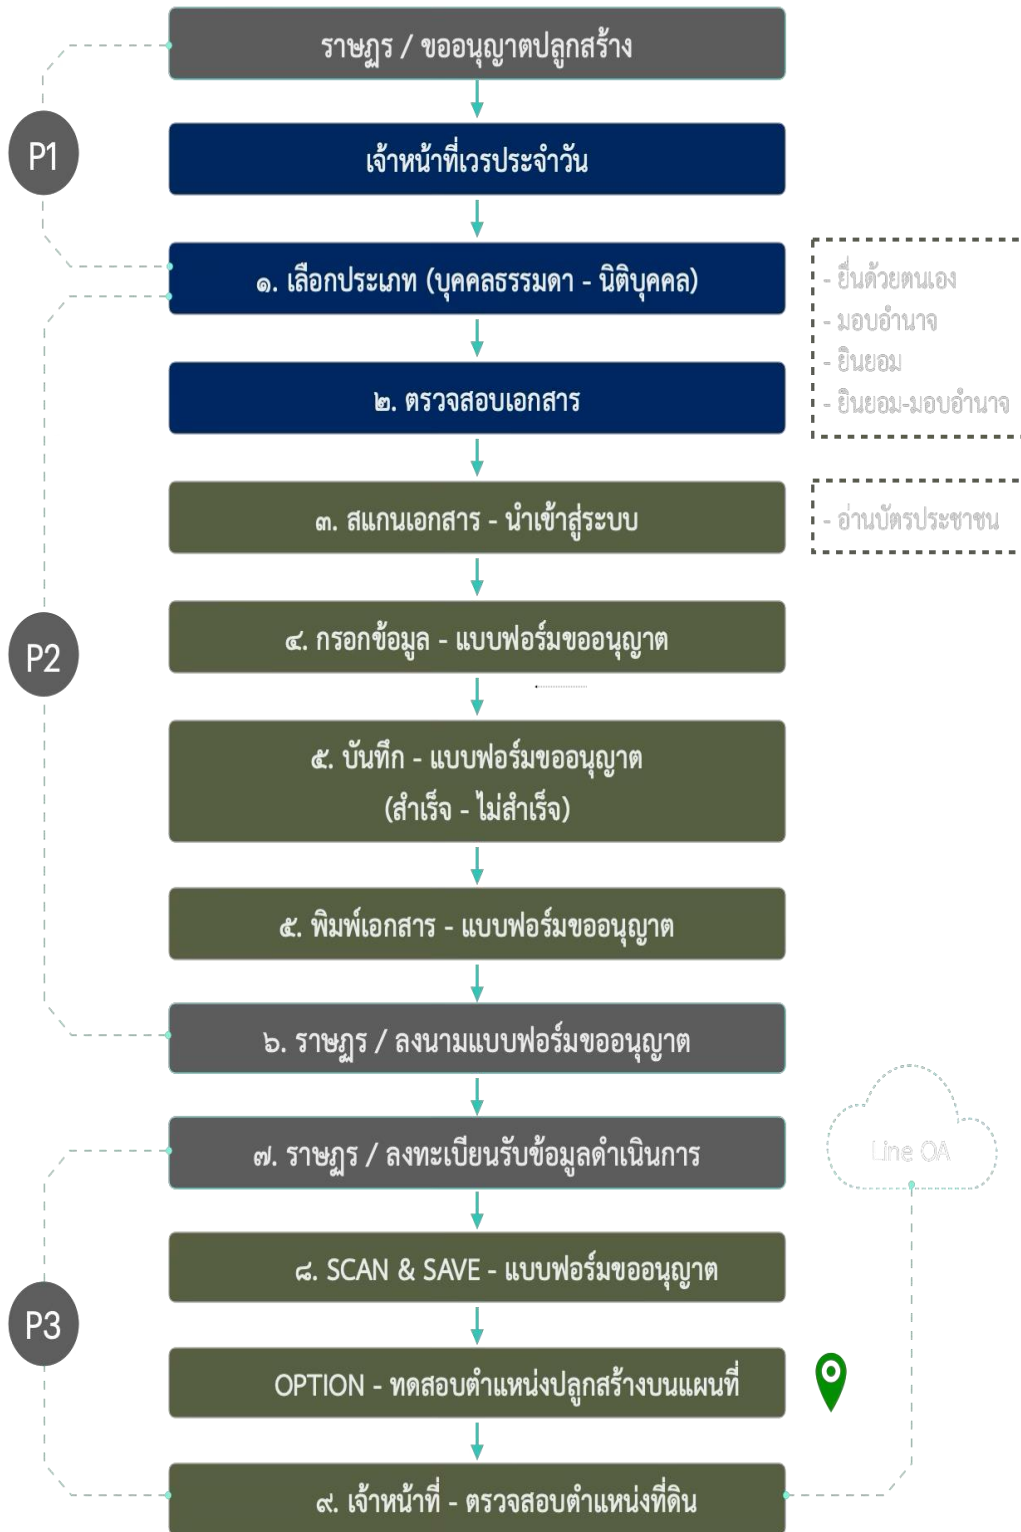 ราษฎร / ขออนุญาตปลูกสร้าง
P1
เจ้าหน้าที่เวรประจำวัน
๑. เลือกประเภท (บุคคลธรรมดา - นิติบุคคล)
- ยื่นด้วยตนเอง
- มอบอำนาจ
- ยินยอม
- ยินยอม-มอบอำนาจ
๒. ตรวจสอบเอกสาร
๓. สแกนเอกสาร - นำเข้าสู่ระบบ
- อ่านบัตรประชาชน
๔. กรอกข้อมูล - แบบฟอร์มขออนุญาต
P2
๕. บันทึก - แบบฟอร์มขออนุญาต
(สำเร็จ - ไม่สำเร็จ)
๕. พิมพ์เอกสาร - แบบฟอร์มขออนุญาต
๖. ราษฎร / ลงนามแบบฟอร์มขออนุญาต
๗. ราษฎร / ลงทะเบียนรับข้อมูลดำเนินการ
Line OA
๘. SCAN & SAVE - แบบฟอร์มขออนุญาต
P3
OPTION - ทดสอบตำแหน่งปลูกสร้างบนแผนที่
๙. เจ้าหน้าที่ - ตรวจสอบตำแหน่งที่ดิน